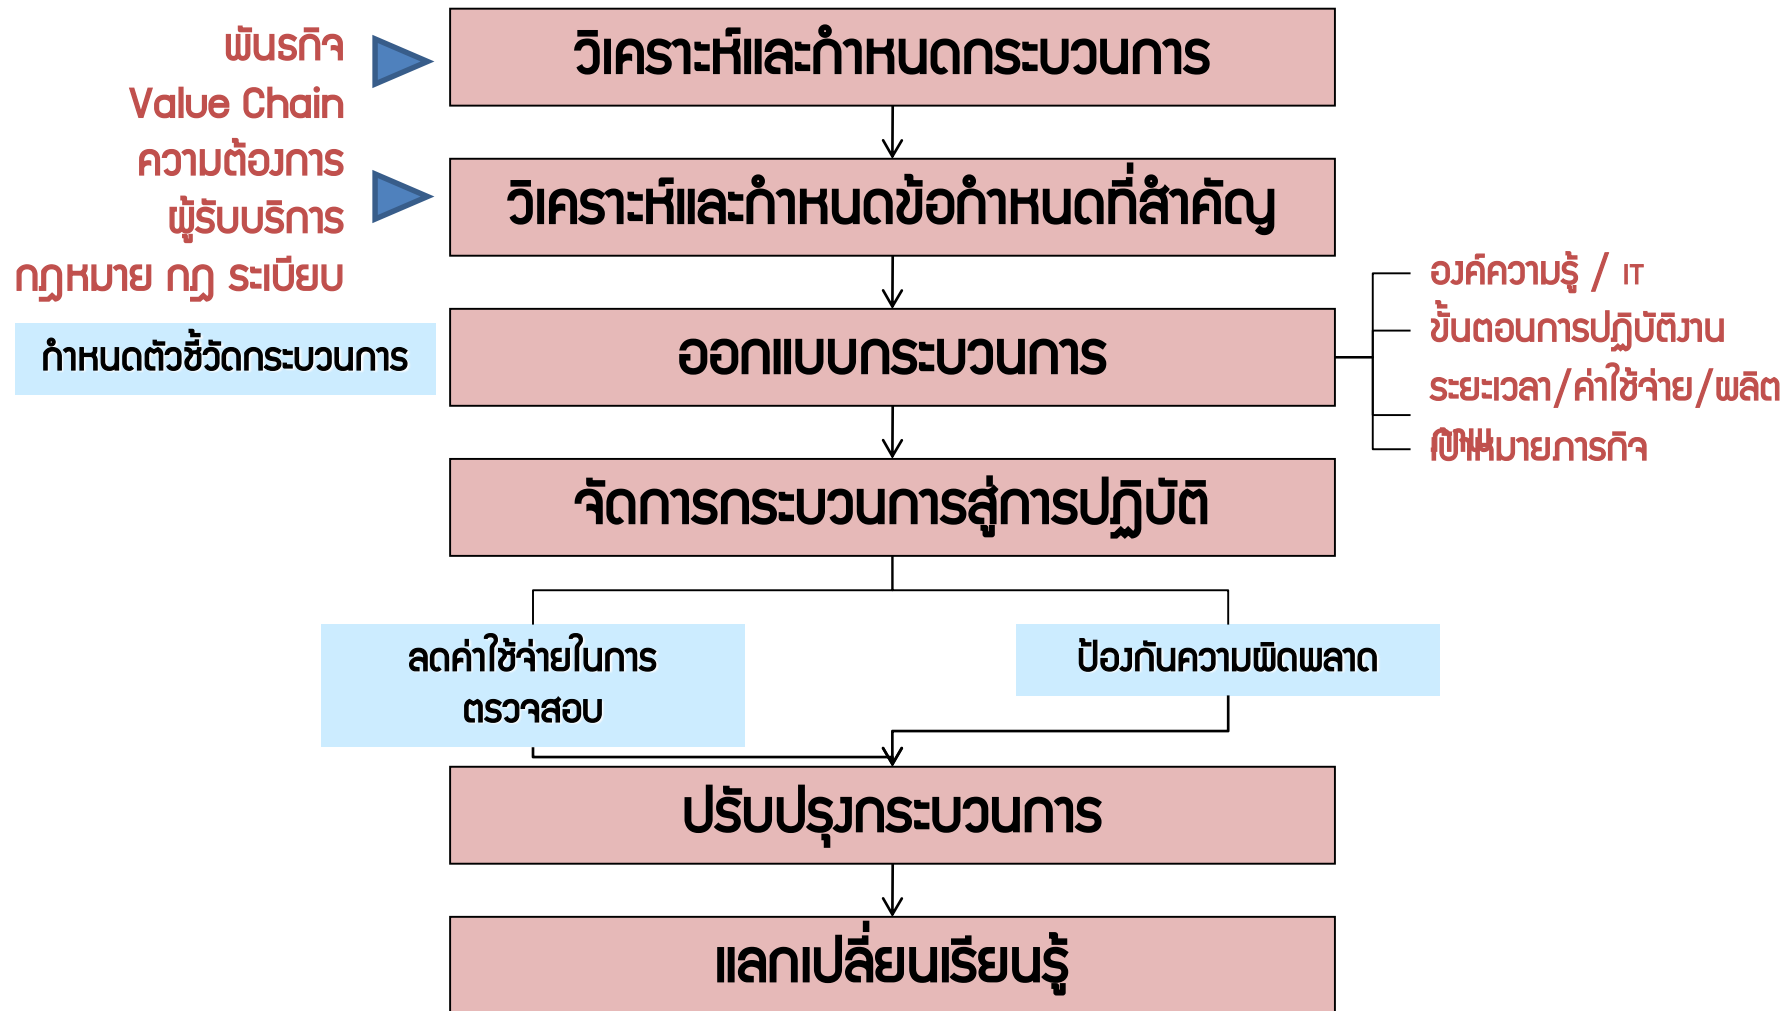 พันธกิจ
Value Chain
ความต้องการ
ผู้รับบริการ
กฎหมาย กฎ ระเบียบ
กำหนดตัวชี้วัดกระบวนการ
วิเคราะห์และกำหนดกระบวนการ
วิเคราะห์และกำหนดข้อกำหนดที่สำคัญ
ออกแบบกระบวนการ
องค์ความรู้ / IT
ขั้นตอนการปฏิบัติงาน
ระยะเวลา/ค่าใช้จ่าย/ผลิต
ภาพ
เป้าหมายภารกิจ
จัดการกระบวนการสู่การปฏิบัติ
ลดค่าใช้จ่ายในการ
ตรวจสอบ
ป้องกันความผิดพลาด
ปรับปรุงกระบวนการ
แลกเปลี่ยนเรียนรู้